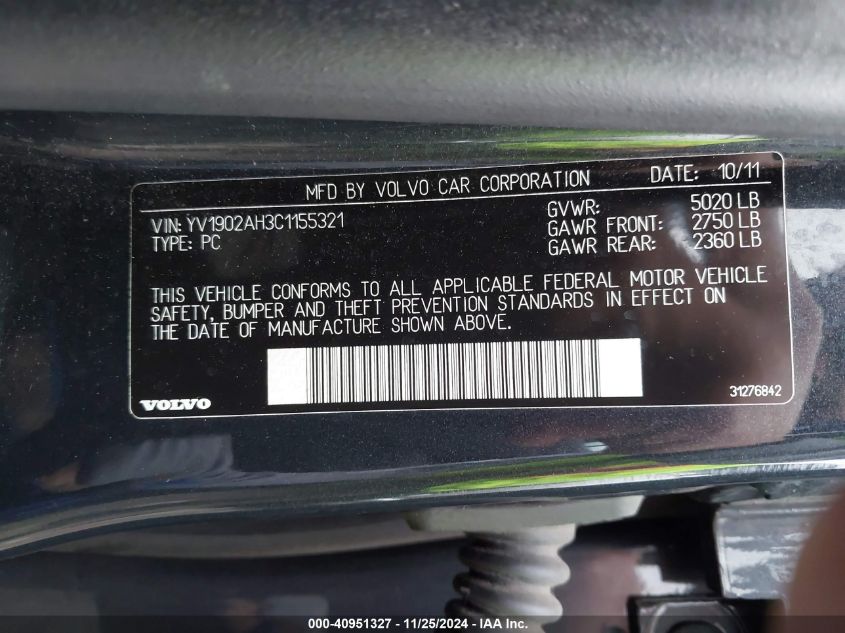 MFD BY VOLVO CAR CORPORATION DATE: 10/11
VIN: YV1902AH3C1155321 GVWR: 5020 LB
TYPE: PC GAWR FRONT: 2750 LB
GAWR REAR: 2360 LB
THIS VEHICLE CONFORMS TO ALL APPLICABLE FEDERAL MOTOR VEHICLE
SAFETY, BUMPER AND THEFT PREVENTION STANDARDS IN EFFECT ON
THE DATE OF MANUFACTURE SHOWN ABOVE.
VOLVO 31276842
000-40951327 - 11/25/2024 - IAA Inc.